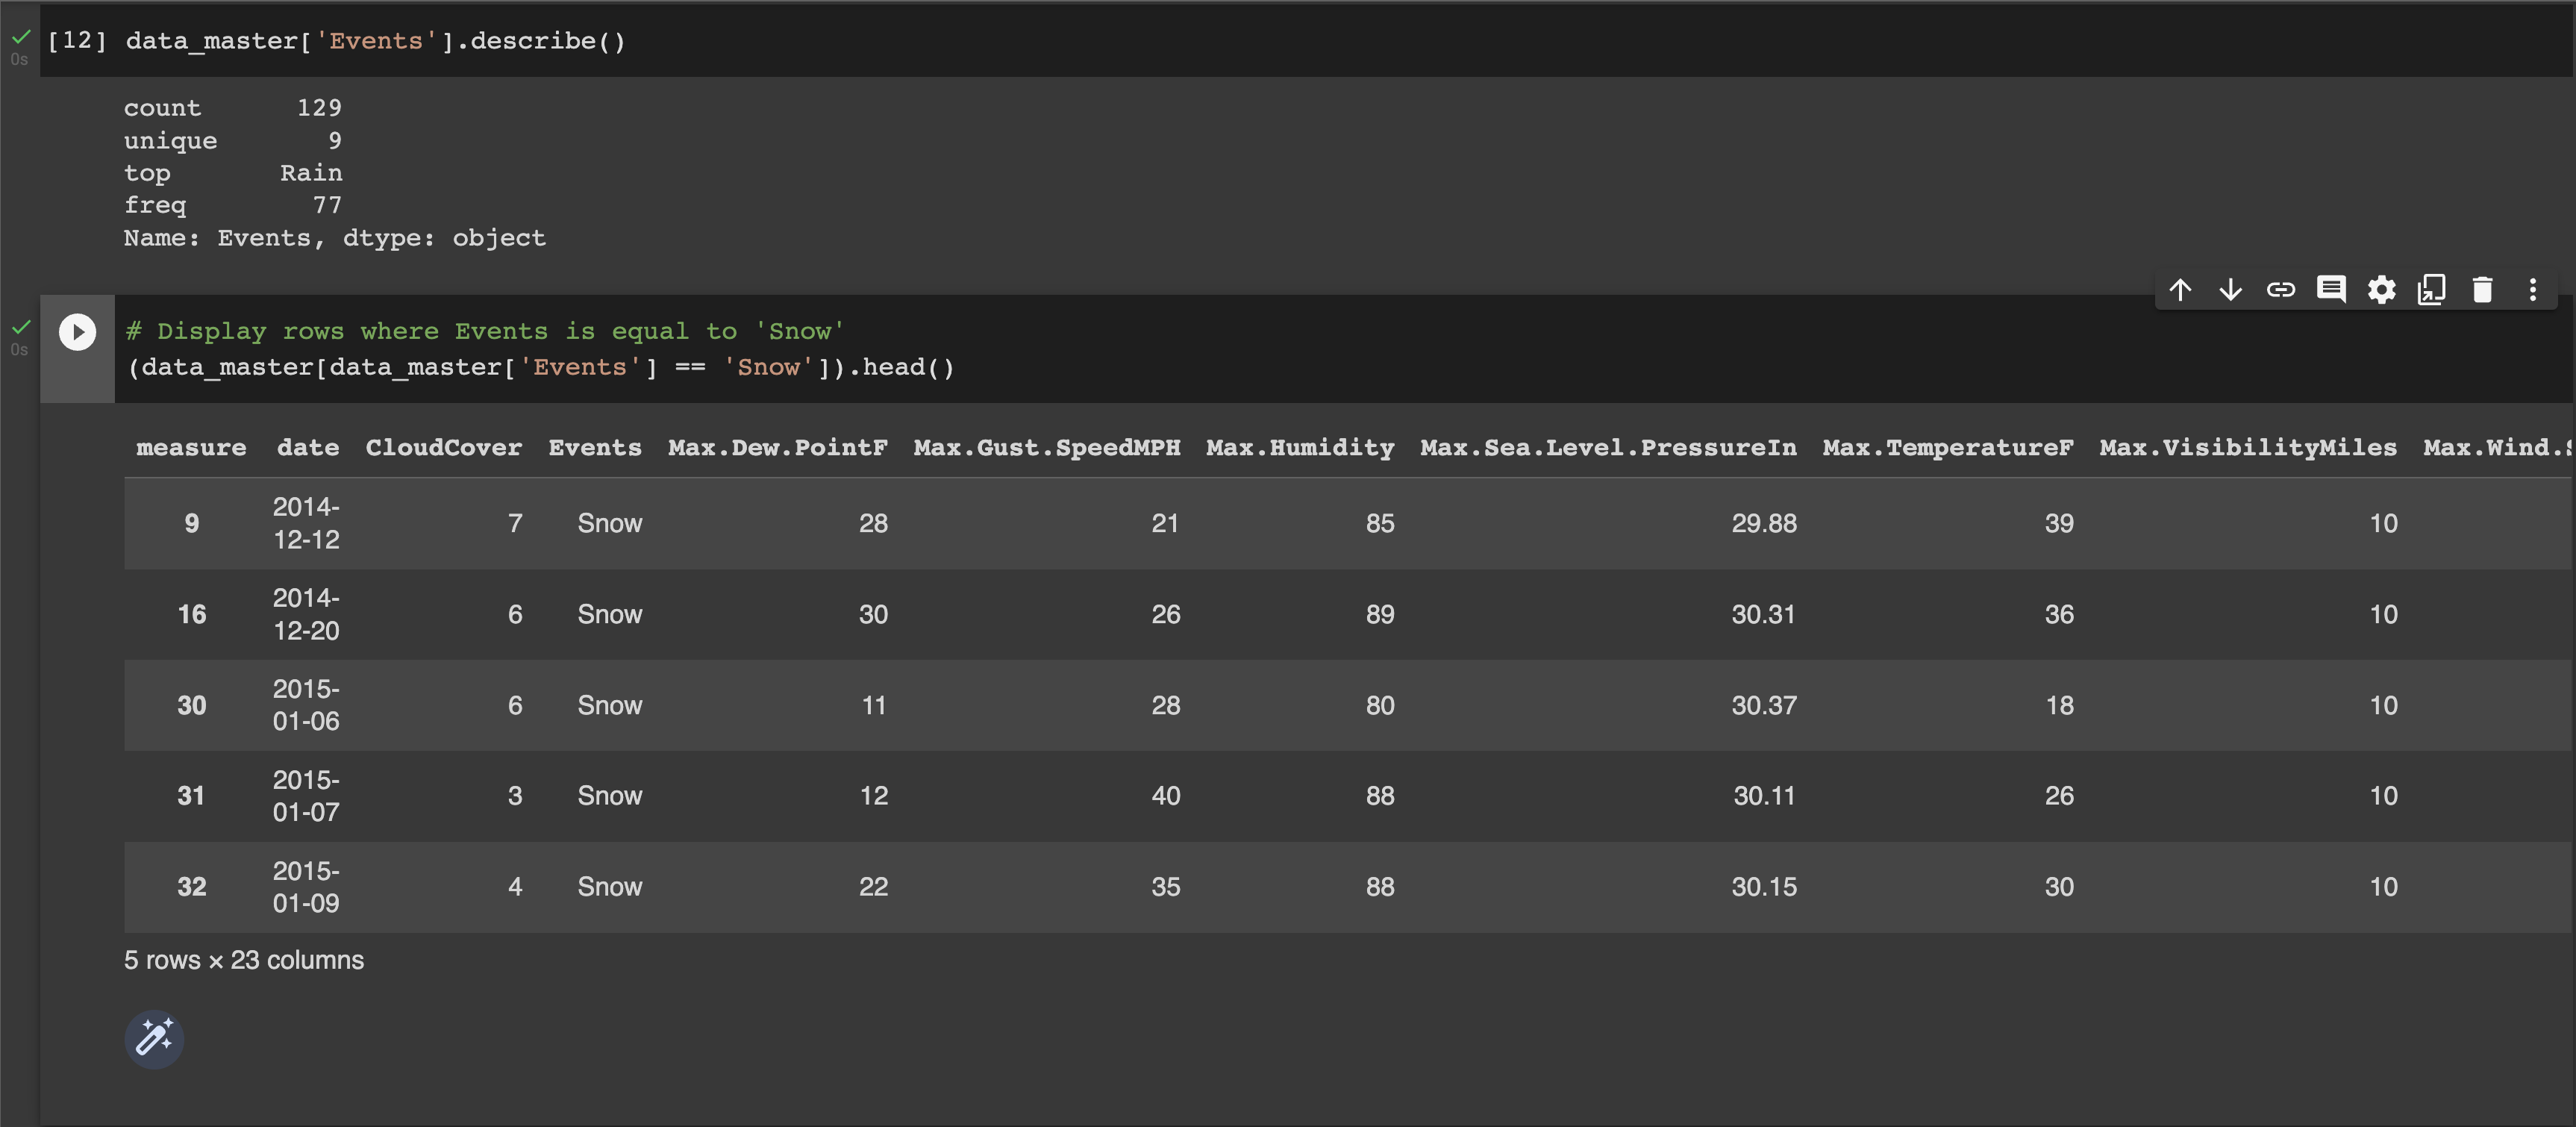 [12] data_master['Events'].describe()
0s
count 129
unique 9
top Rain
freq 77
Name: Events, dtype: object
# Display rows where Events is equal to 'Snow'
0s
(data_master[data_master['Events'] == 'Snow']).head()
measure date CloudCover Events Max.Dew.PointF Max.Gust.SpeedMPH Max.Humidity Max.Sea.Level.PressureIn Max.TemperatureF Max.VisibilityMiles Max.Wind.
9 2014-12-12 7 Snow 28 21 85 29.88 39 10
16 2014-12-20 6 Snow 30 26 89 30.31 36 10
30 2015-01-06 6 Snow 11 28 80 30.37 18 10
31 2015-01-07 3 Snow 12 40 88 30.11 26 10
32 2015-01-09 4 Snow 22 35 88 30.15 30 10
5 rows × 23 columns